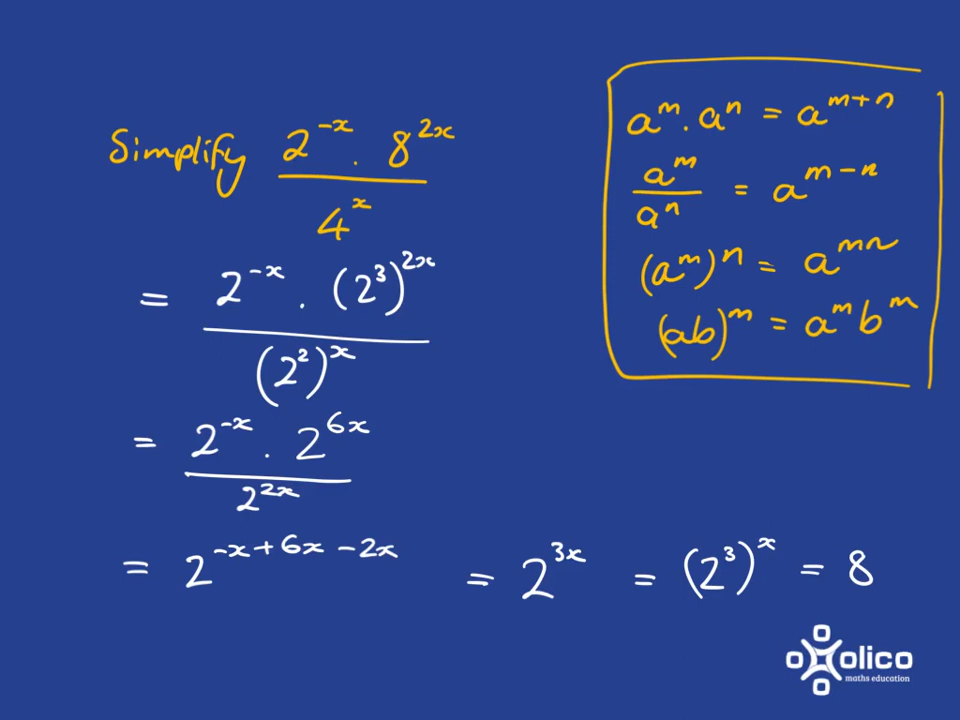 Simplify 2^{-x} . 8^{2x} / 4^{x}
= 2^{-x} . (2^{3})^{2x} / (2^{2})^{x}
= 2^{-x} . 2^{6x} / 2^{2x}
= 2^{-x+6x-2x} = 2^{3x} = (2^{3})^{x} = 8
a^{m} . a^{n} = a^{m+n}
a^{m} / a^{n} = a^{m-n}
(a^{m})^{n} = a^{mn}
(ab)^{m} = a^{m} b^{m}
olico
maths education